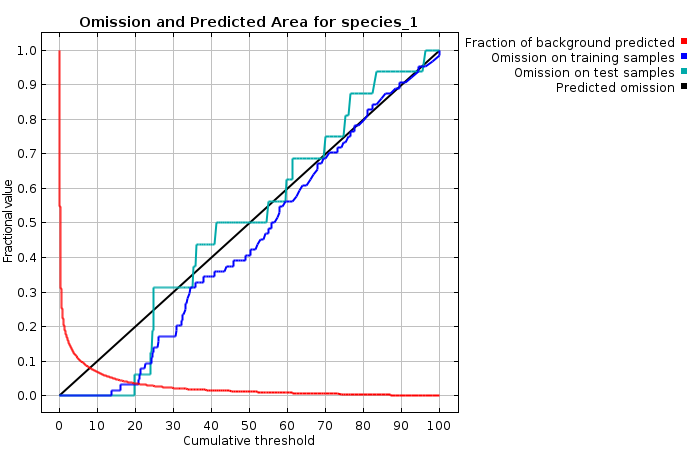 Omission and Predicted Area for species_1
Fraction of background predicted
Omission on training samples
Omission on test samples
Predicted omission
Fractional value
1.0
0.9
0.8
0.7
0.6
0.5
0.4
0.3
0.2
0.1
0.0
0 10 20 30 40 50 60 70 80 90 100
Cumulative threshold